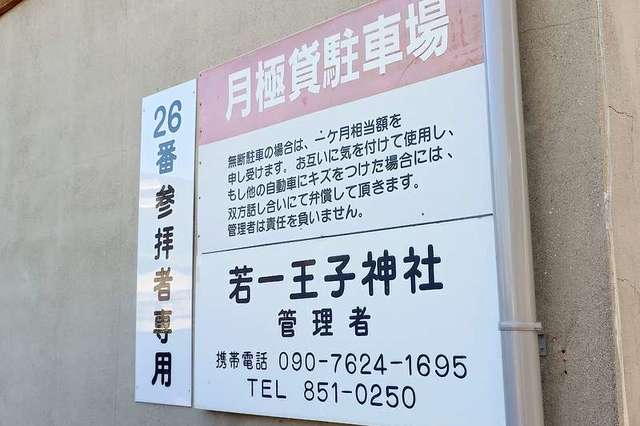 月極貸駐車場
無断駐車の場合は、一ケ月相当額を
申し受けます。お互いに気を付けて使用し、
もし他の自動車にキズをつけた場合には、
双方話し合いにて弁償して頂きます。
管理者は責任を負いません。
若一王子神社
管理者
携帯電話 090-7624-1695
TEL 851-0250
26番参拝者専用